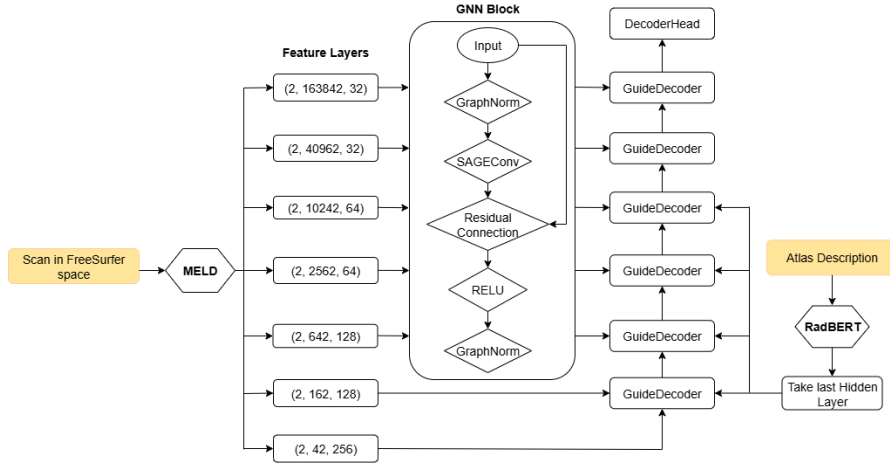 GNN Block
Feature Layers
DecoderHead
Input
(2, 163842, 32)
GuideDecoder
GraphNorm
(2, 40962, 32)
GuideDecoder
SAGEConv
(2, 10242, 64)
GuideDecoder
Residual
Connection
Scan in FreeSurfer
space
MELD
(2, 2562, 64)
GuideDecoder
Atlas Description
RELU
(2, 642, 128)
GuideDecoder
RadBERT
GraphNorm
(2, 162, 128)
GuideDecoder
Take last Hidden
Layer
(2, 42, 256)